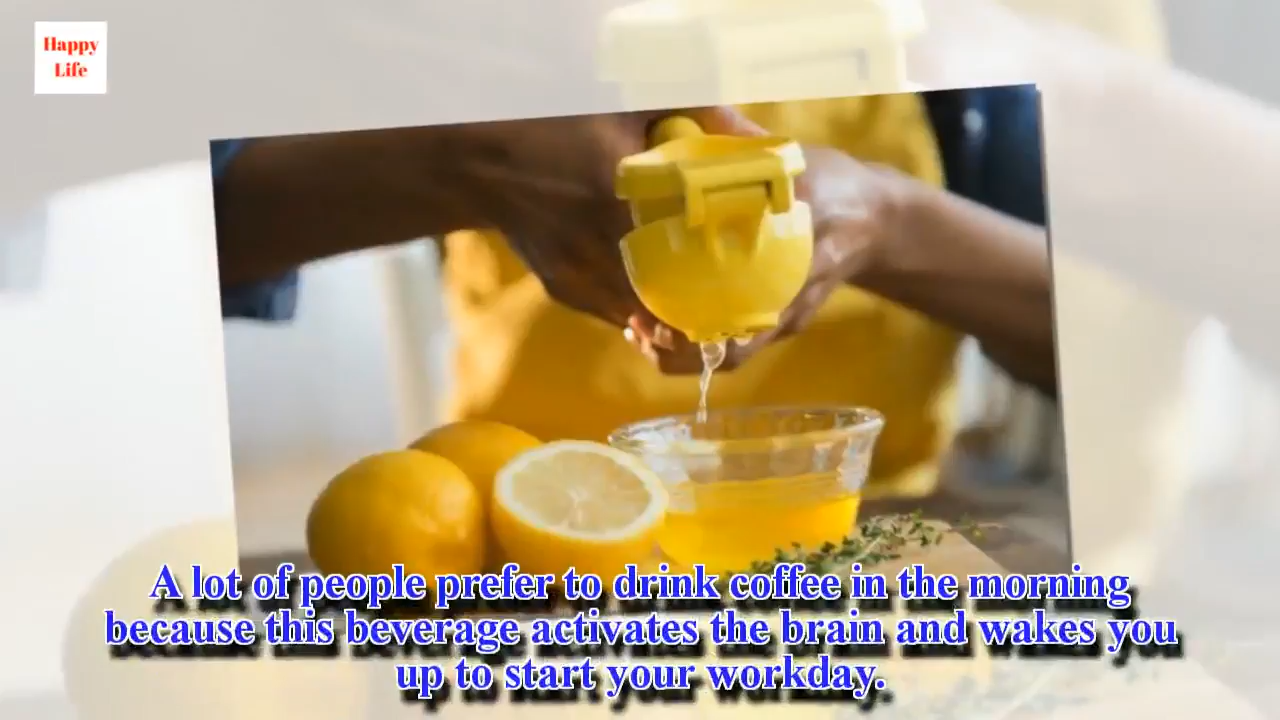 Happy
Life
A lot of people prefer to drink coffee in the morning
because this beverage activates the brain and wakes you
up to start your workday.